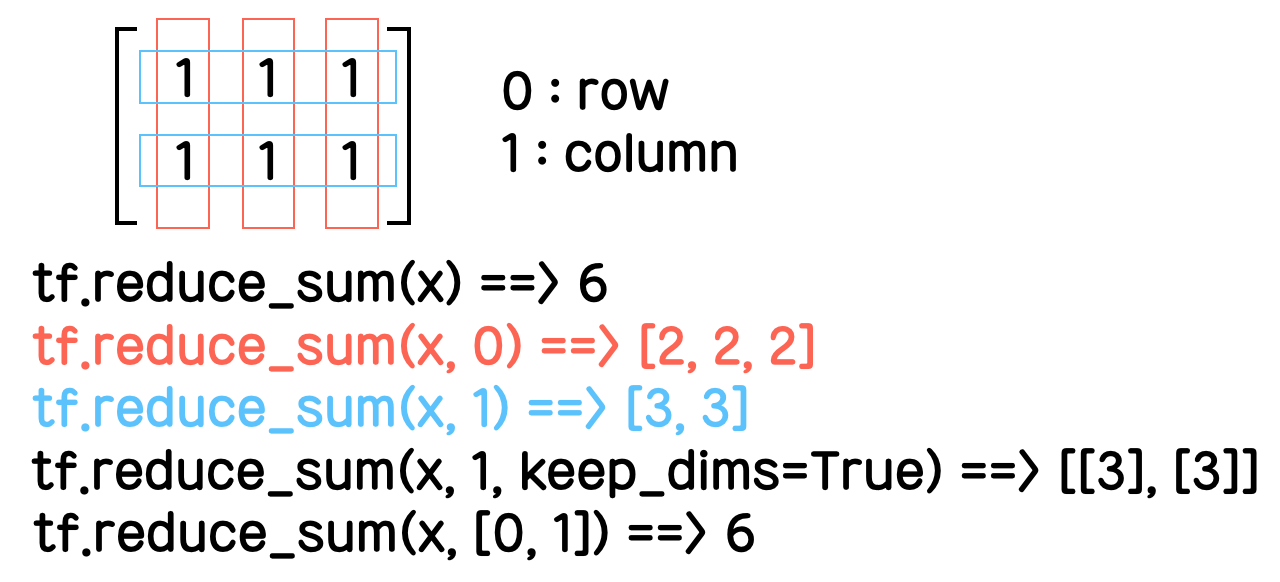 1 1 1
1 1 1
0 : row
1 : column
tf.reduce_sum(x) ==> 6
tf.reduce_sum(x, 0) ==> [2, 2, 2]
tf.reduce_sum(x, 1) ==> [3, 3]
tf.reduce_sum(x, 1, keep_dims=True) ==> [[3], [3]]
tf.reduce_sum(x, [0, 1]) ==> 6